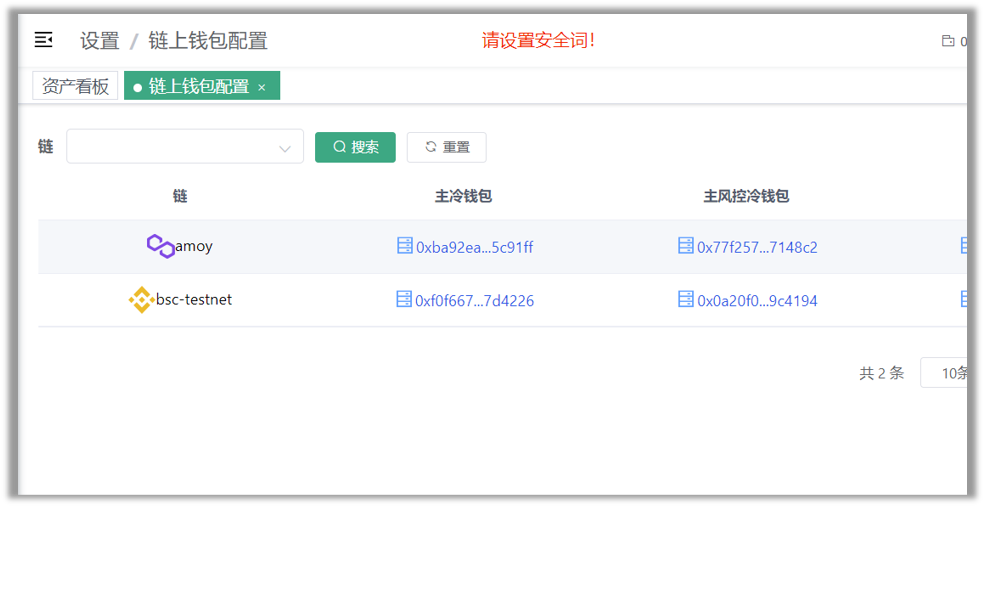 设置 / 链上钱包配置 请设置安全词！ 0
资产看板 链上钱包配置 ×
链 搜索 重置
链 主冷钱包 主风控冷钱包
amoy 0xba92ea...5c91ff 0x77f257...7148c2
bsc-testnet 0xf0f667...7d4226 0x0a20f0...9c4194
共 2 条 10条